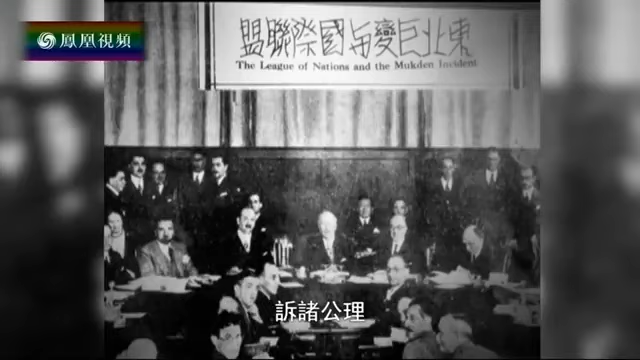 鳳凰視頻
東北巨變与國際聯盟
The League of Nations and the Mukden Incident
訴諸公理